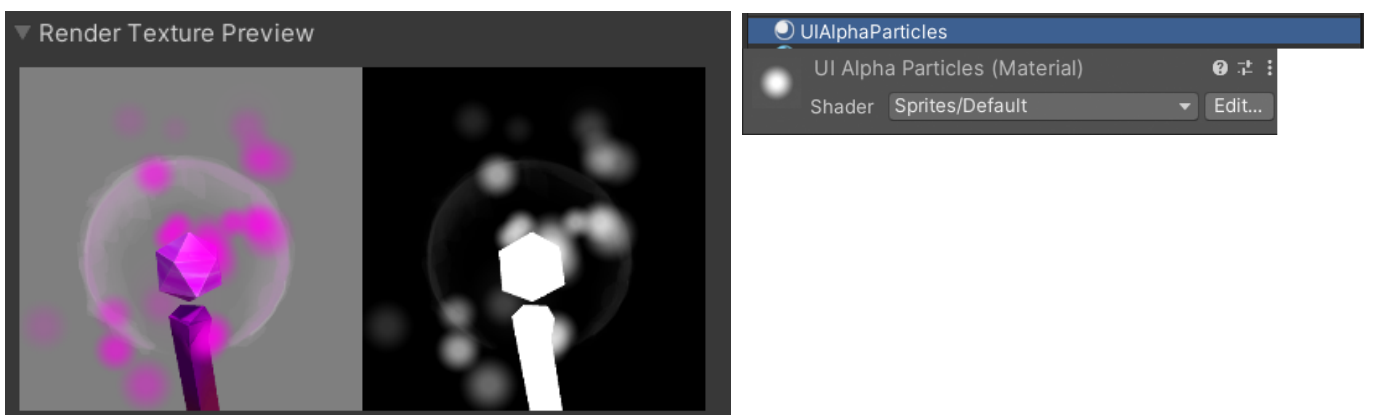 Render Texture Preview
UIAlphaParticles
UI Alpha Particles (Material)
Shader Sprites/Default Edit...